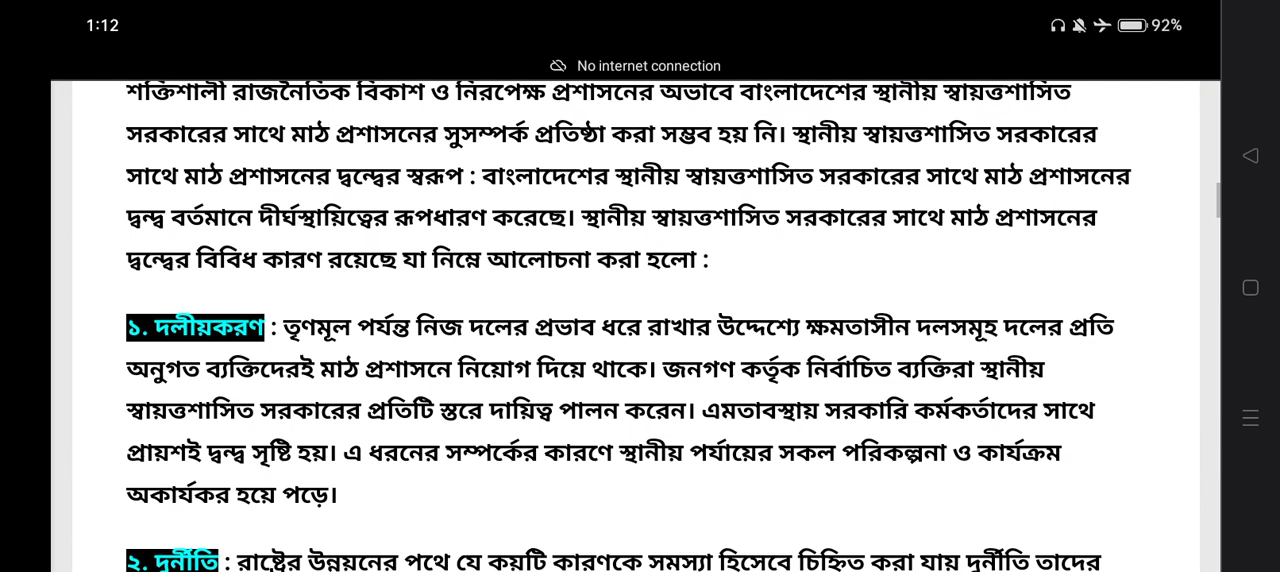 1:12
92%
No internet connection
শক্তিশালী রাজনৈতিক বিকাশ ও নিরপেক্ষ প্রশাসনের অভাবে বাংলাদেশের স্থানীয় স্বায়ত্তশাসিত
সরকারের সাথে মাঠ প্রশাসনের সুসম্পর্ক প্রতিষ্ঠা করা সম্ভব হয় নি। স্থানীয় স্বায়ত্তশাসিত সরকারের
সাথে মাঠ প্রশাসনের দ্বন্দ্বের স্বরূপ : বাংলাদেশের স্থানীয় স্বায়ত্তশাসিত সরকারের সাথে মাঠ প্রশাসনের
দ্বন্দ্ব বর্তমানে দীর্ঘস্থায়িত্বের রূপধারণ করেছে। স্থানীয় স্বায়ত্তশাসিত সরকারের সাথে মাঠ প্রশাসনের
দ্বন্দ্বের বিবিধ কারণ রয়েছে যা নিম্নে আলোচনা করা হলো :
১. দলীয়করণ : তৃণমূল পর্যন্ত নিজ দলের প্রভাব ধরে রাখার উদ্দেশ্যে ক্ষমতাসীন দলসমূহ দলের প্রতি
অনুগত ব্যক্তিদেরই মাঠ প্রশাসনে নিয়োগ দিয়ে থাকে। জনগণ কর্তৃক নির্বাচিত ব্যক্তিরা স্থানীয়
স্বায়ত্তশাসিত সরকারের প্রতিটি স্তরে দায়িত্ব পালন করেন। এমতাবস্থায় সরকারি কর্মকর্তাদের সাথে
প্রায়শই দ্বন্দ্ব সৃষ্টি হয়। এ ধরনের সম্পর্কের কারণে স্থানীয় পর্যায়ের সকল পরিকল্পনা ও কার্যক্রম
অকার্যকর হয়ে পড়ে।
২. দুর্নীতি : রাষ্ট্রের উন্নয়নের পথে যে কয়টি কারণকে সমস্যা হিসেবে চিহ্নিত করা যায় দুর্নীতি তাদের